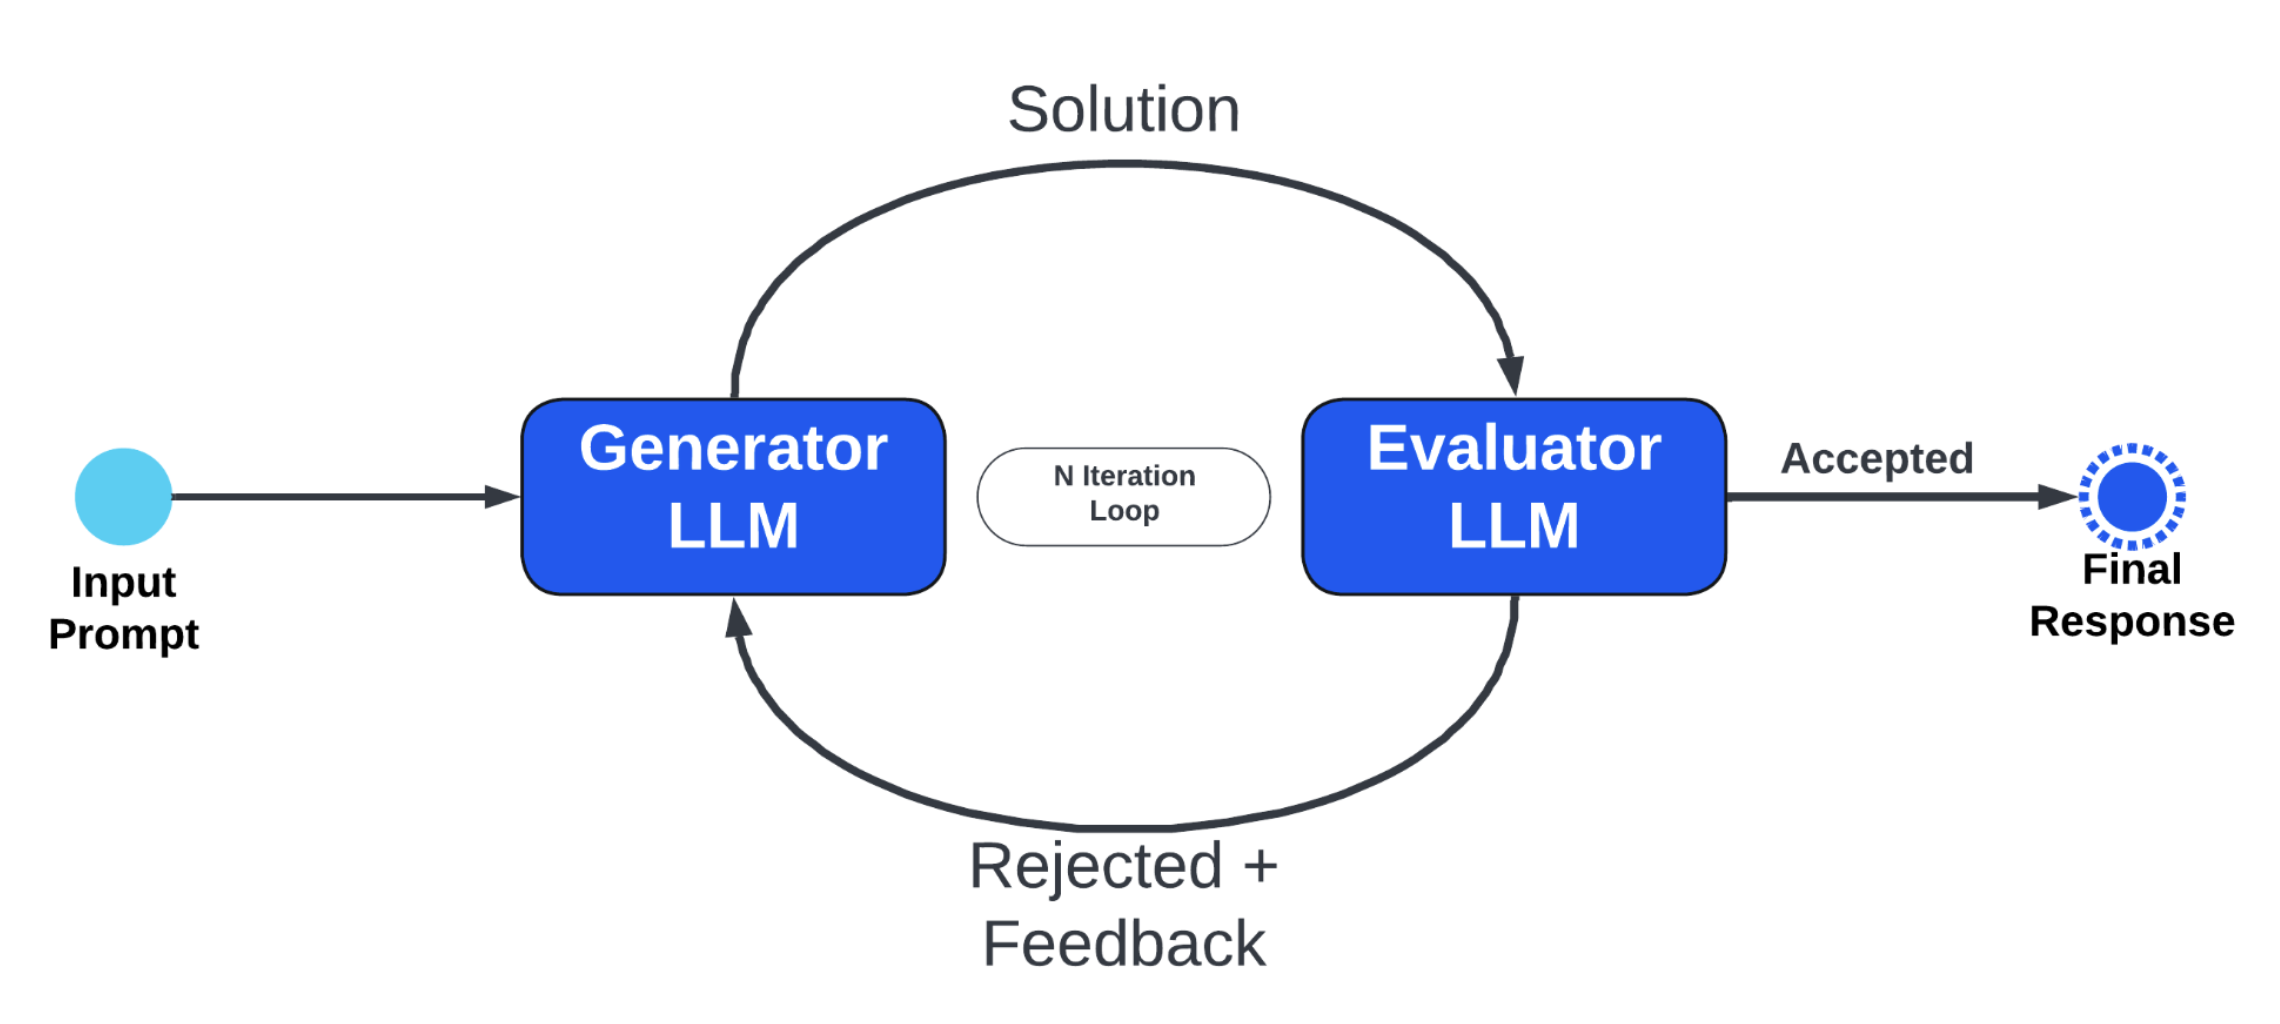 Solution
Generator
LLM
N Iteration
Loop
Evaluator
LLM
Accepted
Input
Prompt
Final
Response
Rejected +
Feedback